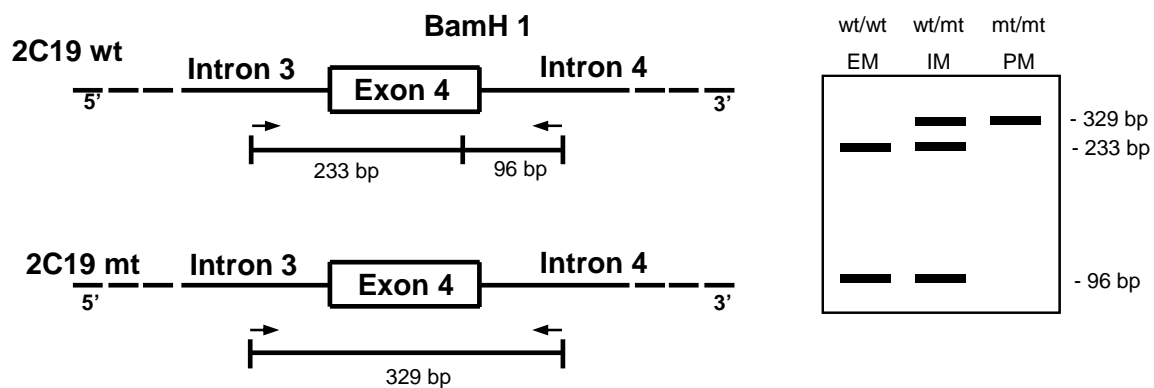 BamH 1
2C19 wt
Intron 3
Exon 4
Intron 4
5’
3’
233 bp
96 bp
2C19 mt
Intron 3
Exon 4
Intron 4
5’
3’
329 bp
wt/wt wt/mt mt/mt
EM IM PM
- 329 bp
- 233 bp
- 96 bp